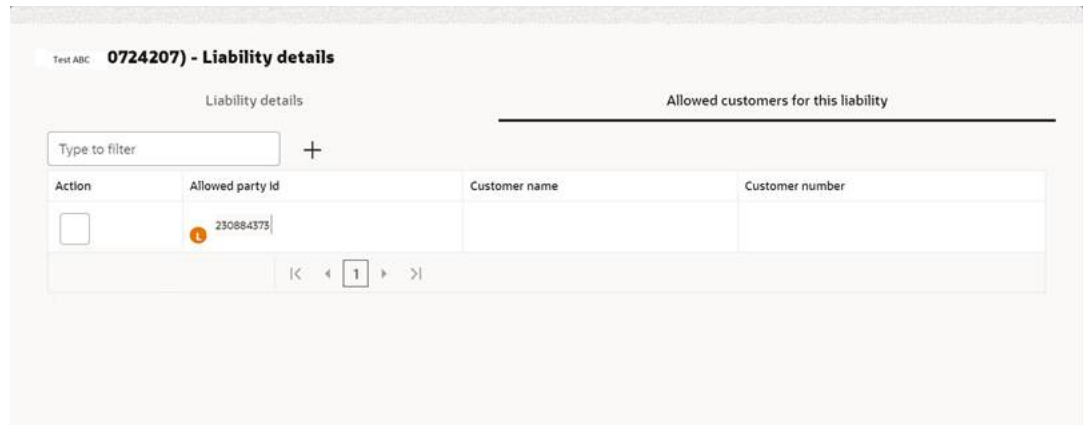 Test ABC 0724207) - Liability details
Liability details Allowed customers for this liability
Type to filter
Action Allowed party id Customer name Customer number
L 230884373
1